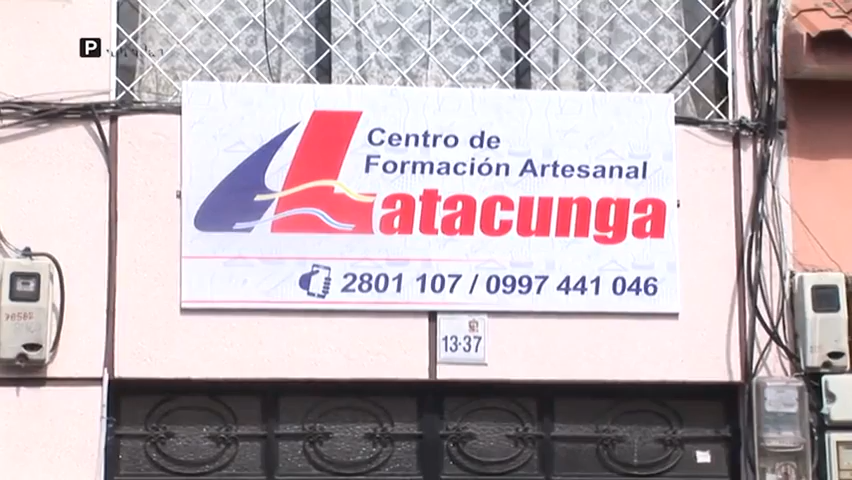 P
Centro de
Formación Artesanal
Latacunga
2801 107 / 0997 441 046
13-37